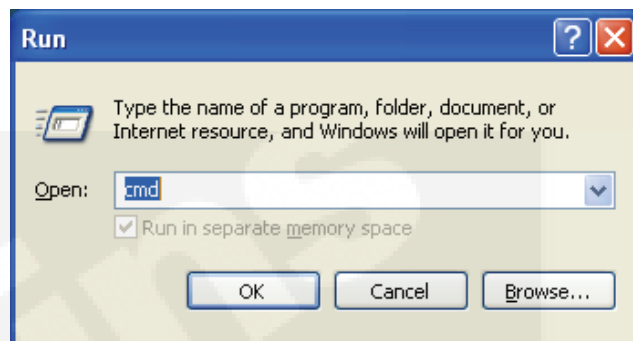 Run
Type the name of a program, folder, document, or
Internet resource, and Windows will open it for you.
Open: cmd
Run in separate memory space
OK Cancel Browse...